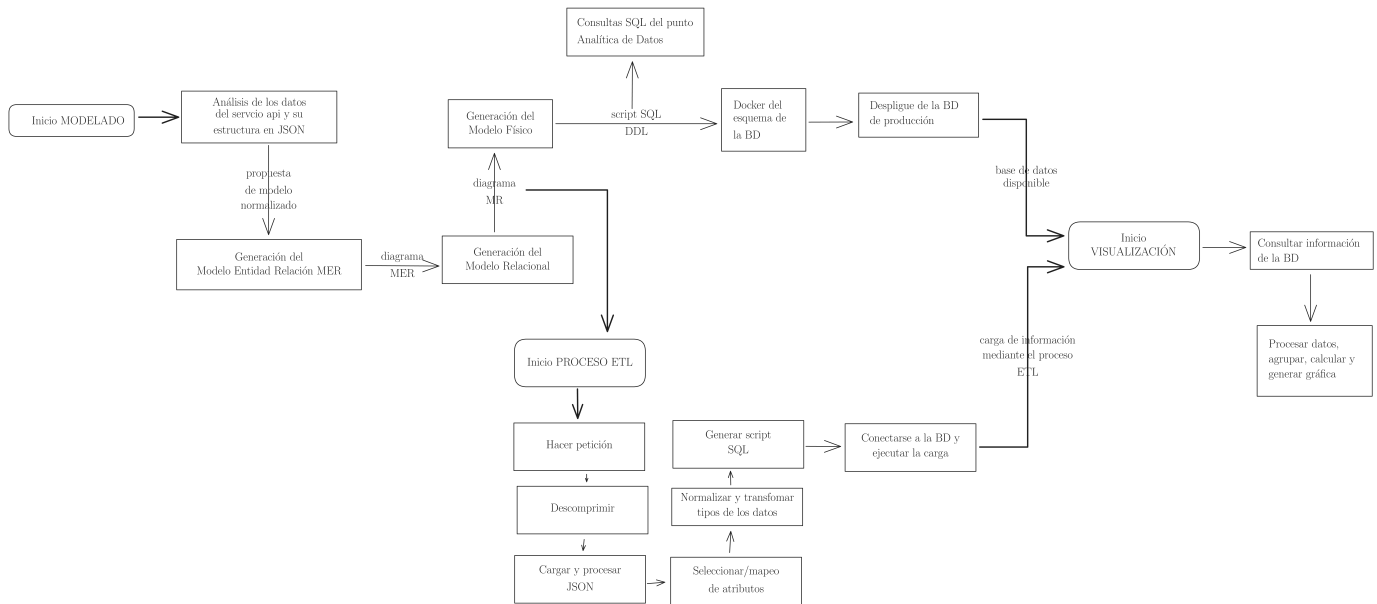 Consultas SQL del punto
Analítica de Datos
Inicio MODELADO
Análisis de los datos
del servcio api y su
estructura en JSON
Generación del
Modelo Físico
script SQL
DDL
Docker del
esquema de
la BD
Despligue de la BD
de producción
propuesta
de modelo
normalizado
diagrama
MR
base de datos
disponible
Generación del
Modelo Entidad Relación MER
diagrama
MER
Generación del
Modelo Relacional
Inicio
VISUALIZACIÓN
Consultar información
de la BD
Inicio PROCESO ETL
carga de información
mediante el proceso
ETL
Procesar datos,
agrupar, calcular y
generar gráfica
Hacer petición
Generar script
SQL
Conectarse a la BD y
ejecutar la carga
Descomprimir
Normalizar y transfomar
tipos de los datos
Cargar y procesar
JSON
Seleccionar/mapeo
de atributos